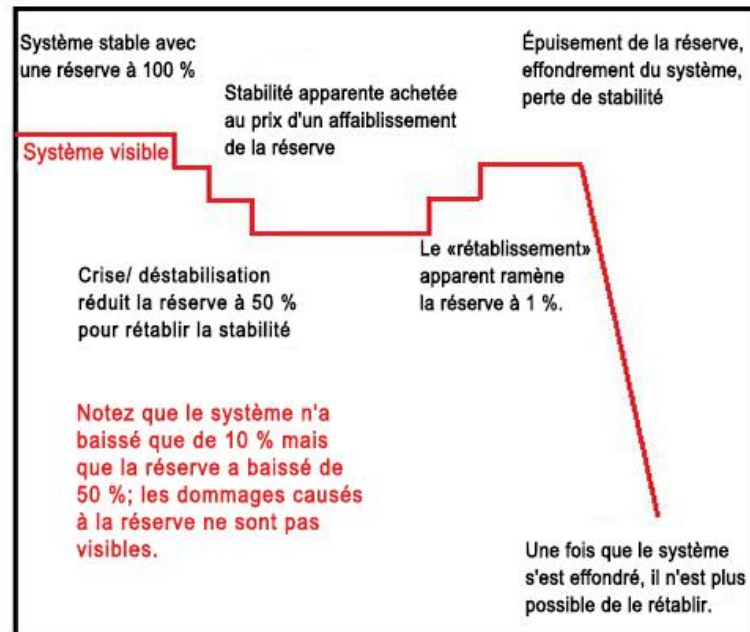 Système stable avec
une réserve à 100 %
Stabilité apparente achetée
au prix d'un affaiblissement
de la réserve
Épuisement de la réserve,
effondrement du système,
perte de stabilité
Système visible
Crise/ déstabilisation
réduit la réserve à 50 %
pour rétablir la stabilité
Le «rétablissement»
apparent ramène
la réserve à 1 %.
Notez que le système n'a
baissé que de 10 % mais
que la réserve a baissé de
50 %; les dommages causés
à la réserve ne sont pas
visibles.
Une fois que le système
s'est effondré, il n'est plus
possible de le rétablir.